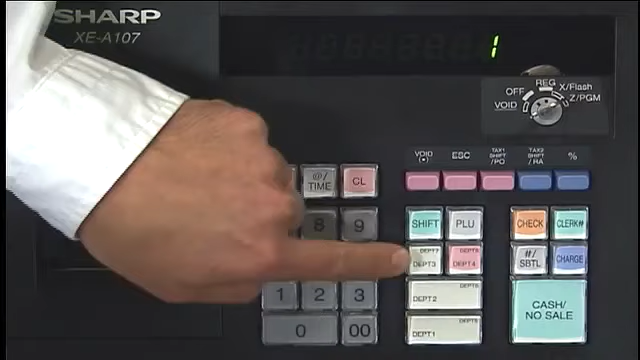 SHARP
XE-A107
1
REG
OFF
X/Flash
Z/PGM
VOID
VOID
ESC
TAX1
SHIFT
/PO
TAX2
SHIFT
/RA
%
@/
TIME
CL
SHIFT
PLU
CHECK
CLERK#
8
9
DEPT7
DEPT3
DEPT8
DEPT4
#/
SBTL
CHARGE
1
2
3
DEPT2
CASH/
NO SALE
0
00
DEPT1